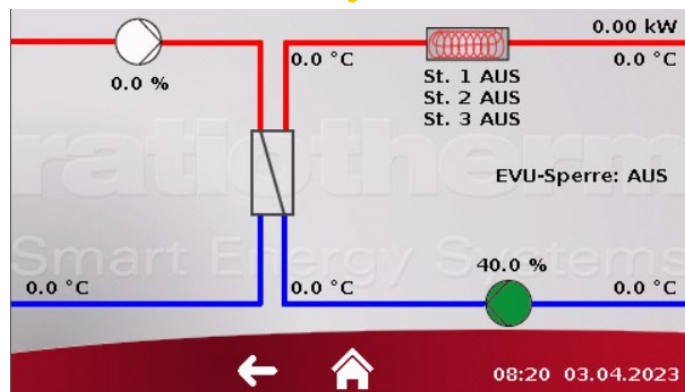 0.00 kW
0.0 °C
0.0 °C
0.0 %
St. 1 AUS
St. 2 AUS
St. 3 AUS
ratiotherm
EVU-Sperre: AUS
Smart Energy Systems
40.0 %
0.0 °C
0.0 °C
0.0 °C
08:20 03.04.2023